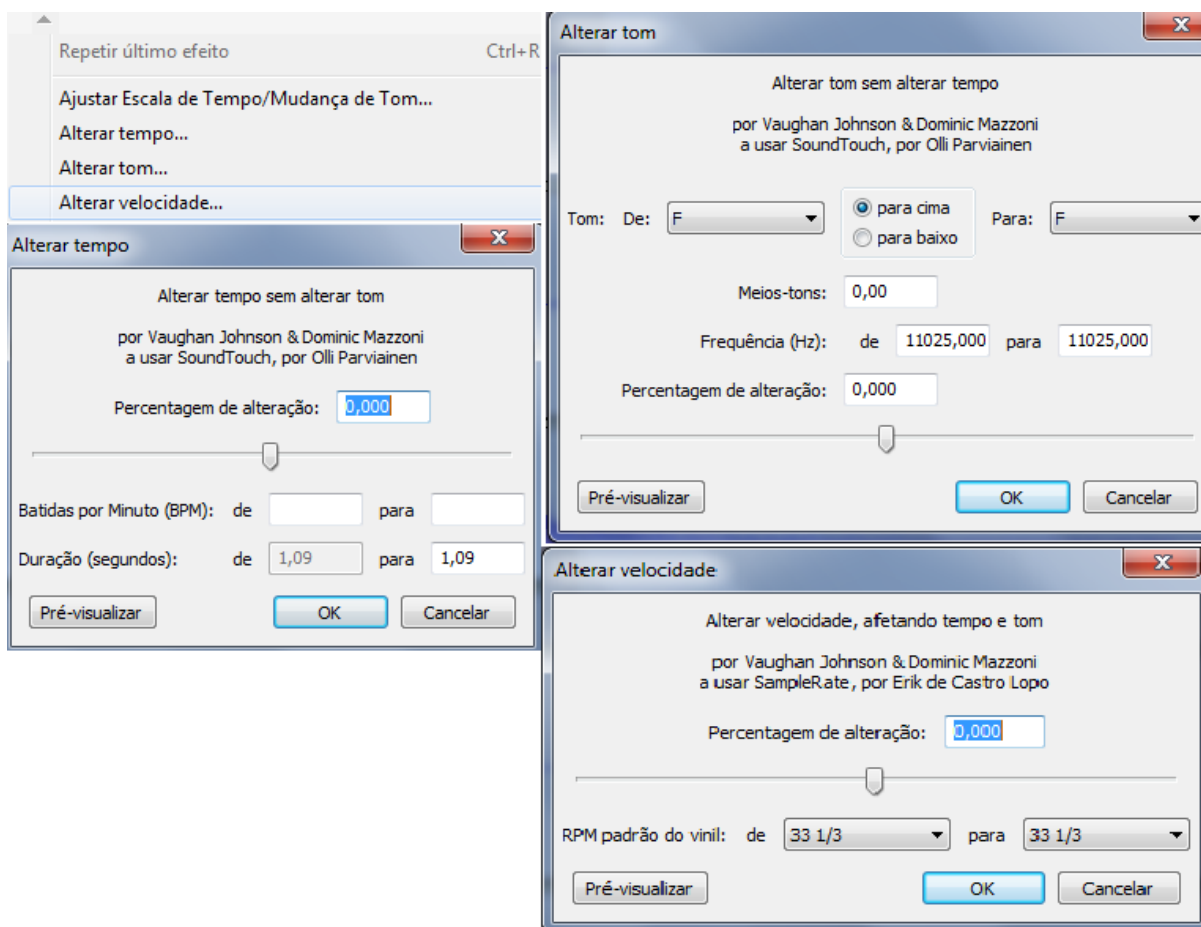 Repetir último efeito Ctrl+R
Ajustar Escala de Tempo/Mudança de Tom...
Alterar tempo...
Alterar tom...
Alterar velocidade...
Alterar tempo
Alterar tempo sem alterar tom
por Vaughan Johnson & Dominic Mazzoni
a usar SoundTouch, por Olli Parviainen
Percentagem de alteração: 0,000
Batidas por Minuto (BPM): de para
Duração (segundos): de 1,09 para 1,09
Pré-visualizar OK Cancelar
Alterar tom
Alterar tom sem alterar tempo
por Vaughan Johnson & Dominic Mazzoni
a usar SoundTouch, por Olli Parviainen
Tom: De: F para cima Para: F
para baixo
Meios-tons: 0,00
Frequência (Hz): de 11025,000 para 11025,000
Percentagem de alteração: 0,000
Pré-visualizar OK Cancelar
Alterar velocidade
Alterar velocidade, afetando tempo e tom
por Vaughan Johnson & Dominic Mazzoni
a usar SampleRate, por Erik de Castro Lopo
Percentagem de alteração: 0,000
RPM padrão do vinil: de 33 1/3 para 33 1/3
Pré-visualizar OK Cancelar